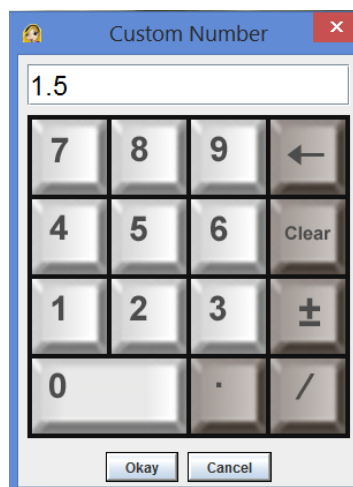 Custom Number
1.5
7 8 9 ←
4 5 6 Clear
1 2 3 ±
0 . /
Okay Cancel